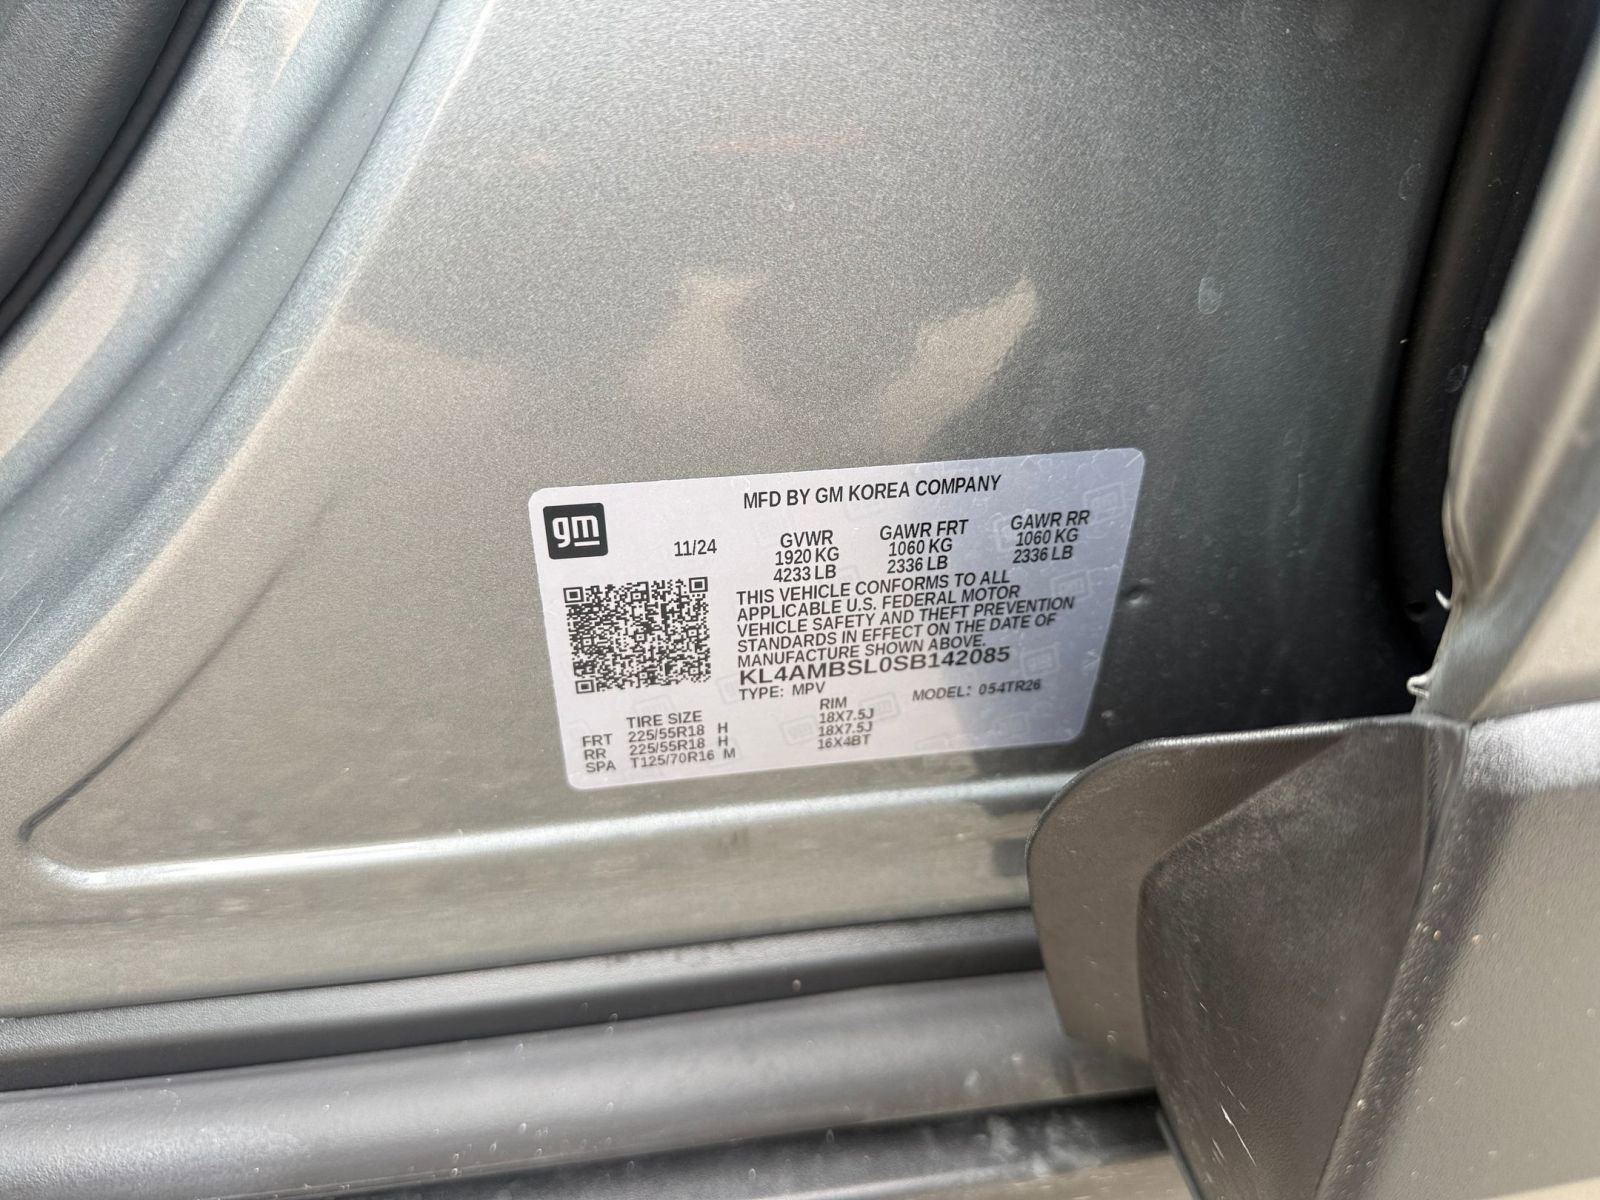 MFD BY GM KOREA COMPANY
gm
11/24
GVWR GAWR FRT GAWR RR
1920 KG 1060 KG 1060 KG
4233 LB 2336 LB 2336 LB
THIS VEHICLE CONFORMS TO ALL
APPLICABLE U.S. FEDERAL MOTOR
VEHICLE SAFETY AND THEFT PREVENTION
STANDARDS IN EFFECT ON THE DATE OF
MANUFACTURE SHOWN ABOVE.
KL4AMBSL0SB142085
TYPE: MPV MODEL: 054TR26
TIRE SIZE RIM
FRT 225/55R18 H 18X7.5J
RR 225/55R18 H 18X7.5J
SPA T125/70R16 M 16X4BT